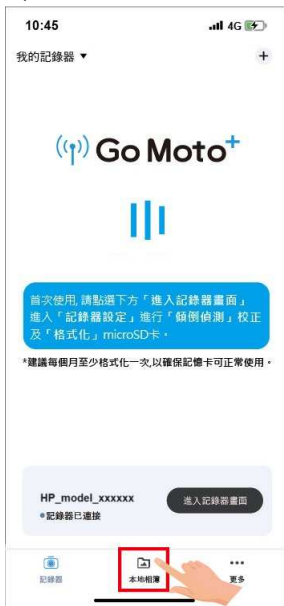 10:45
4G
我的記錄器 ▼
+
Go Moto+
首次使用, 請點選下方「進入記錄器畫面」
進入「記錄器設定」進行「傾倒偵測」校正
及「格式化」microSD卡。
*建議每個月至少格式化一次,以確保記憶卡可正常使用。
HP_model_xxxxxx
進入記錄器畫面
記錄器已連接
記錄器
本地相簿
更多